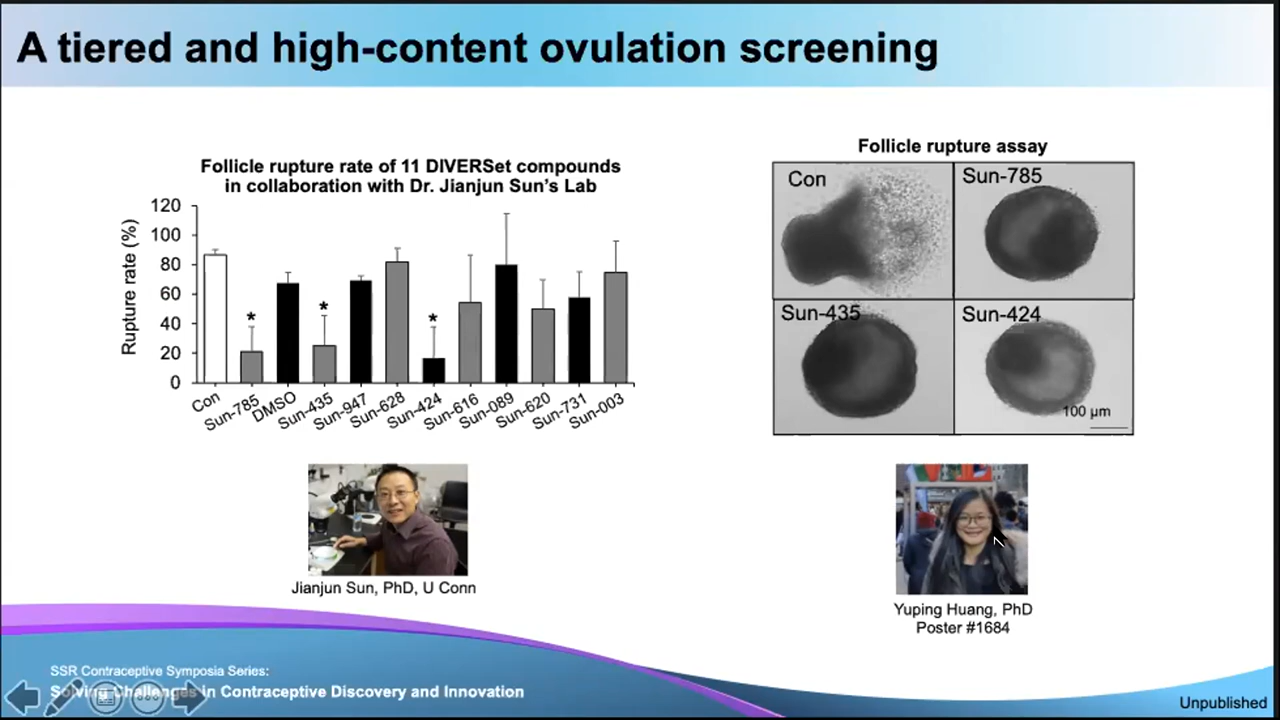 A tiered and high-content ovulation screening
Follicle rupture rate of 11 DIVERSet compounds
in collaboration with Dr. Jianjun Sun's Lab
Rupture rate (%)
120
100
80
60
40
20
0
*
*
*
Con
Sun-785
DMSO
Sun-435
Sun-947
Sun-628
Sun-424
Sun-616
Sun-089
Sun-620
Sun-731
Sun-003
Follicle rupture assay
Con
Sun-785
Sun-435
Sun-424
100 µm
Jianjun Sun, PhD, U Conn
Yuping Huang, PhD
Poster #1684
SSR Contraceptive Symposia Series:
Solving Challenges in Contraceptive Discovery and Innovation
Unpublished